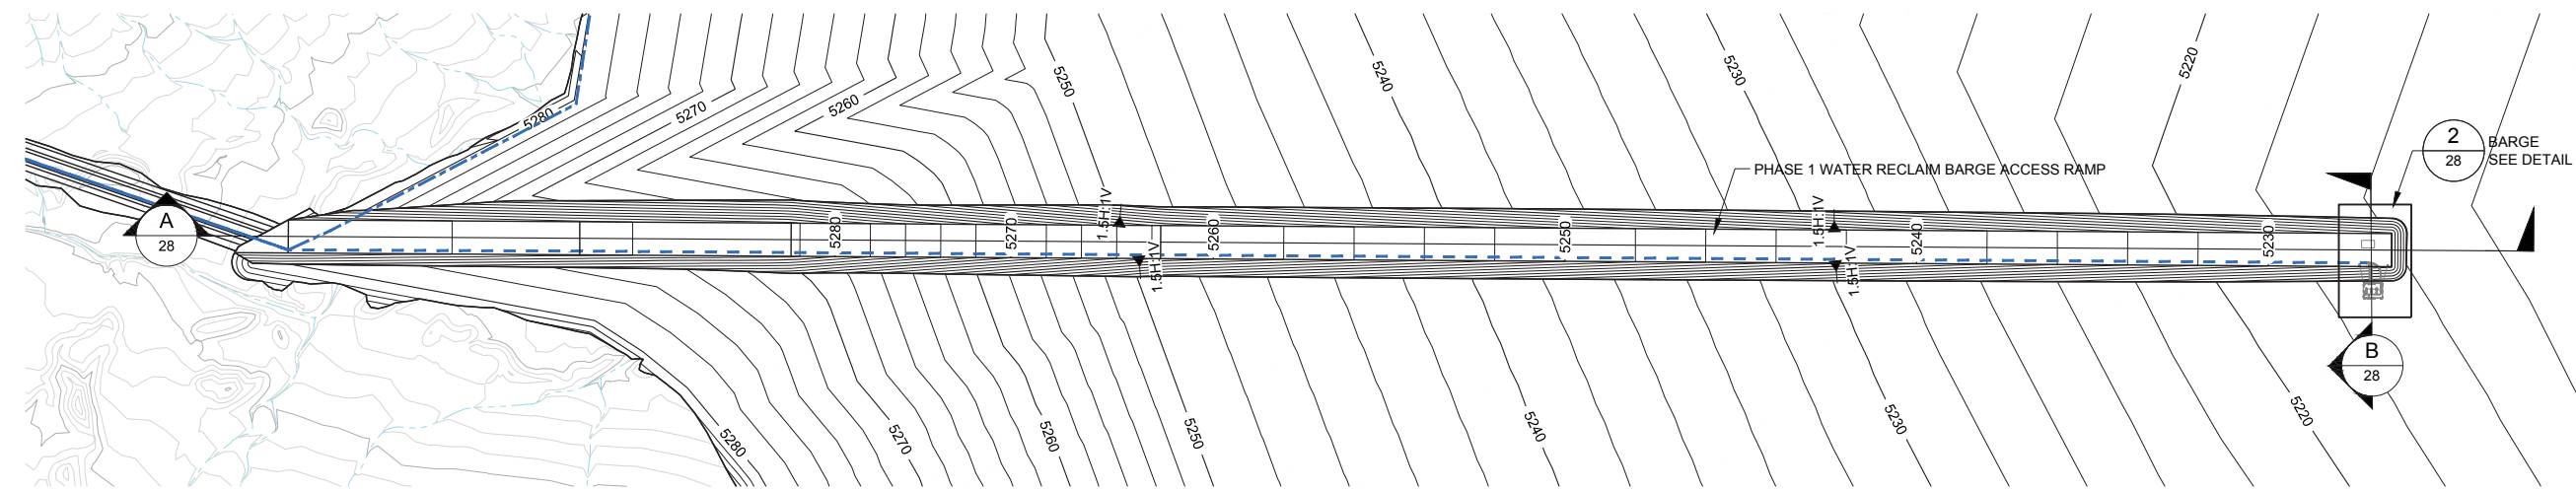 5280
5270
5260
5250
5240
5230
5220
2
28
BARGE
SEE DETAIL
PHASE 1 WATER RECLAIM BARGE ACCESS RAMP
A
28
5280
5270
1.5H:1V
1.5H:1V
5260
5250
1.5H:1V
1.5H:1V
5240
5230
B
28
5280
5270
5260
5250
5240
5230
5220